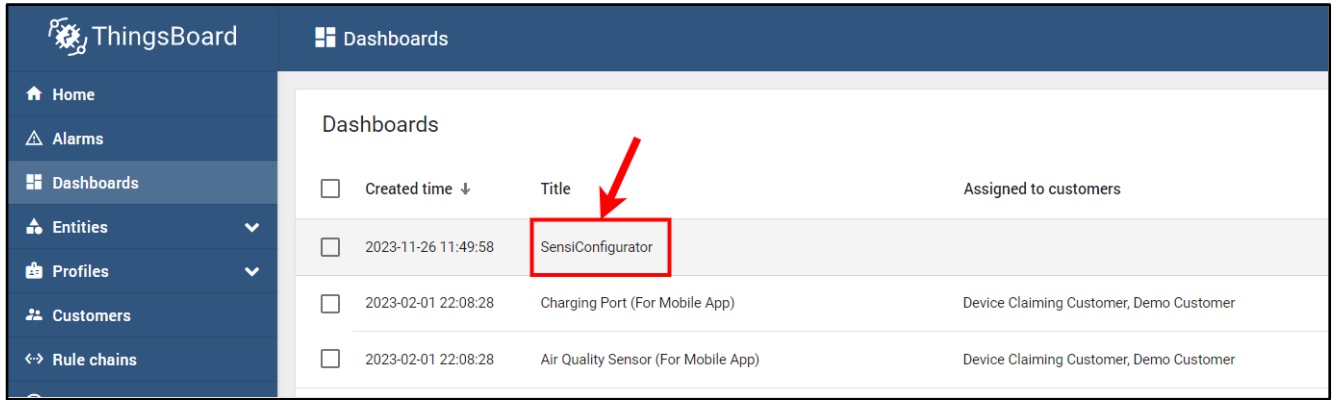 ThingsBoard
Dashboards
Home
Alarms
Dashboards
Entities
Profiles
Customers
Rule chains
Dashboards
Created time Title Assigned to customers
2023-11-26 11:49:58 SensiConfigurator
2023-02-01 22:08:28 Charging Port (For Mobile App) Device Claiming Customer, Demo Customer
2023-02-01 22:08:28 Air Quality Sensor (For Mobile App) Device Claiming Customer, Demo Customer